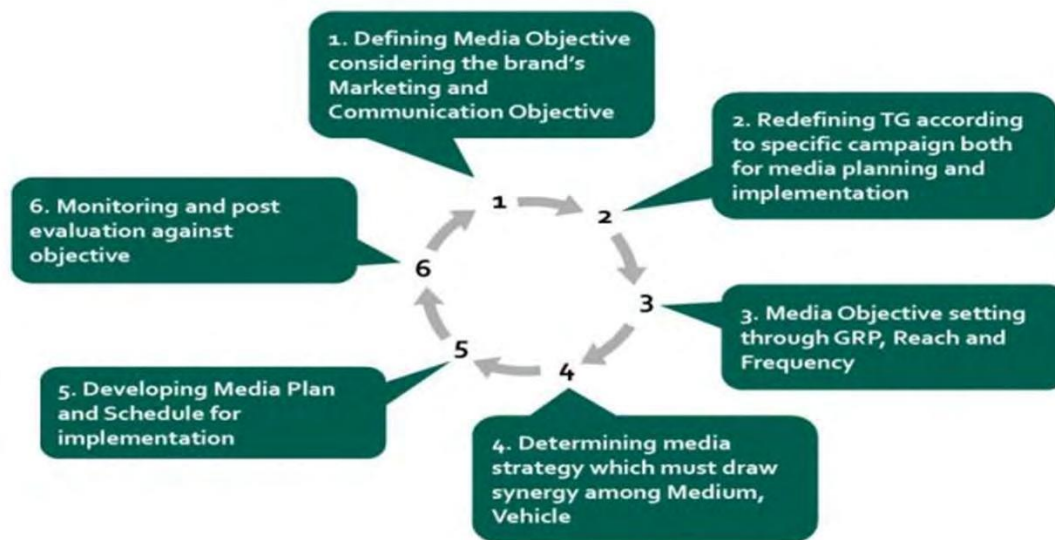 1. Defining Media Objective
considering the brand's
Marketing and
Communication Objective
2. Redefining TG according
to specific campaign both
for media planning and
implementation
3. Media Objective setting
through GRP, Reach and
Frequency
4. Determining media
strategy which must draw
synergy among Medium,
Vehicle
5. Developing Media Plan
and Schedule for
implementation
6. Monitoring and post
evaluation against
objective
1
2
3
4
5
6